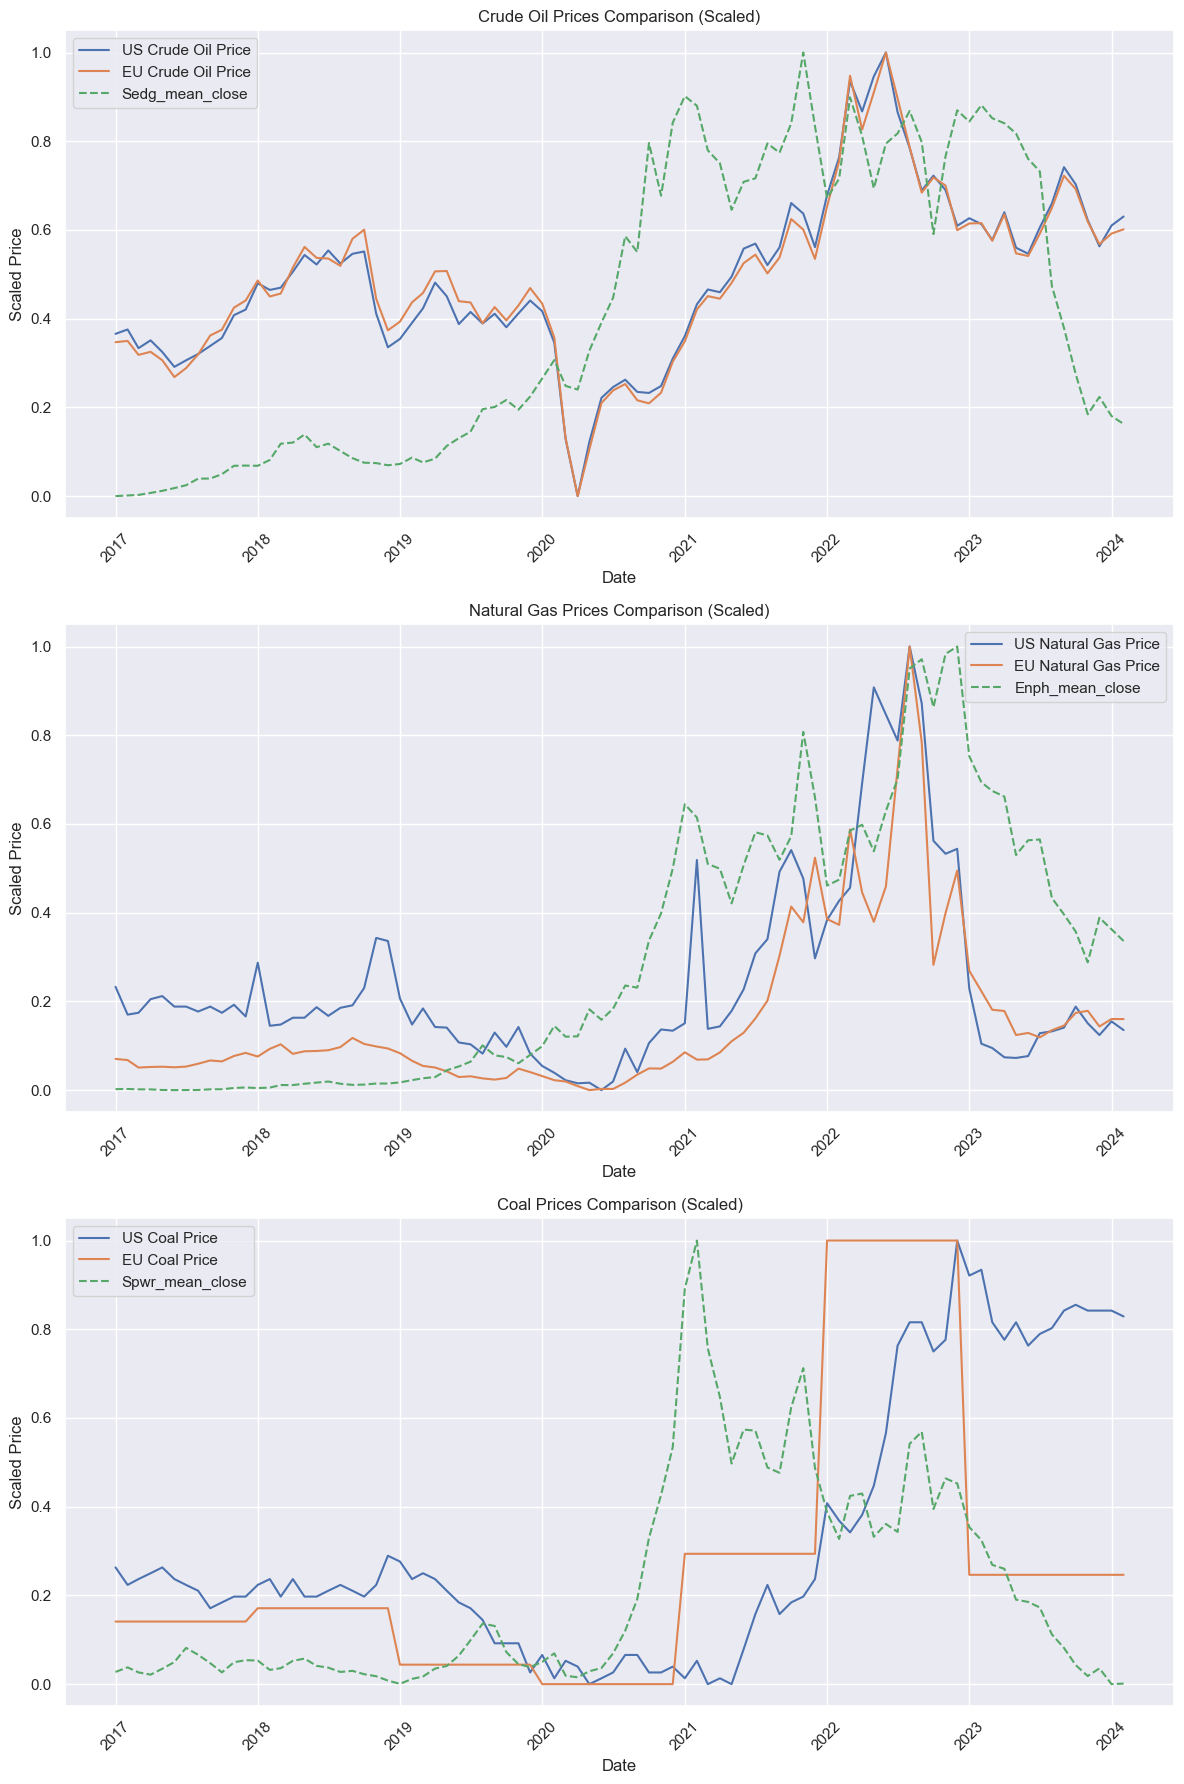 Crude Oil Prices Comparison (Scaled)
US Crude Oil Price
EU Crude Oil Price
Sedg_mean_close
Scaled Price
1.0
0.8
0.6
0.4
0.2
0.0
2017
2018
2019
2020
2021
2022
2023
2024
Date
Natural Gas Prices Comparison (Scaled)
US Natural Gas Price
EU Natural Gas Price
Enph_mean_close
Scaled Price
1.0
0.8
0.6
0.4
0.2
0.0
2017
2018
2019
2020
2021
2022
2023
2024
Date
Coal Prices Comparison (Scaled)
US Coal Price
EU Coal Price
Spwr_mean_close
Scaled Price
1.0
0.8
0.6
0.4
0.2
0.0
2017
2018
2019
2020
2021
2022
2023
2024
Date